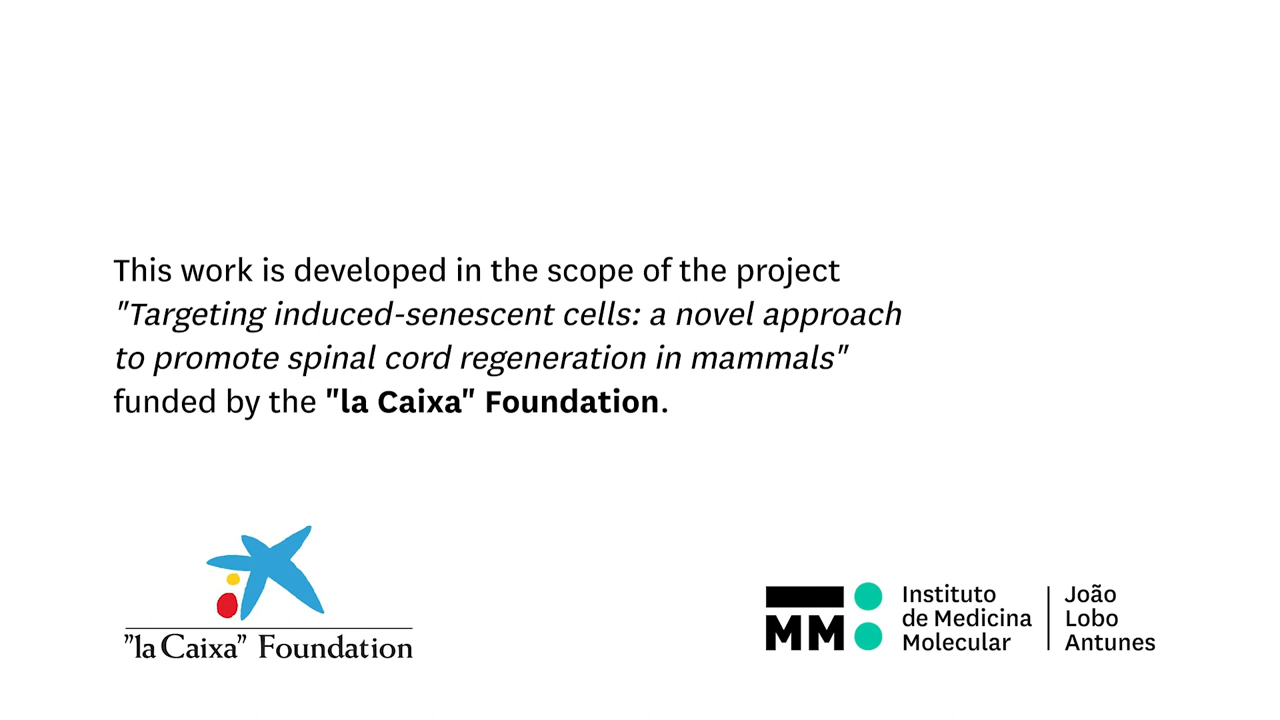 This work is developed in the scope of the project
"Targeting induced-senescent cells: a novel approach
to promote spinal cord regeneration in mammals"
funded by the "la Caixa" Foundation.
"la Caixa" Foundation
MM
Instituto
de Medicina
Molecular
João
Lobo
Antunes